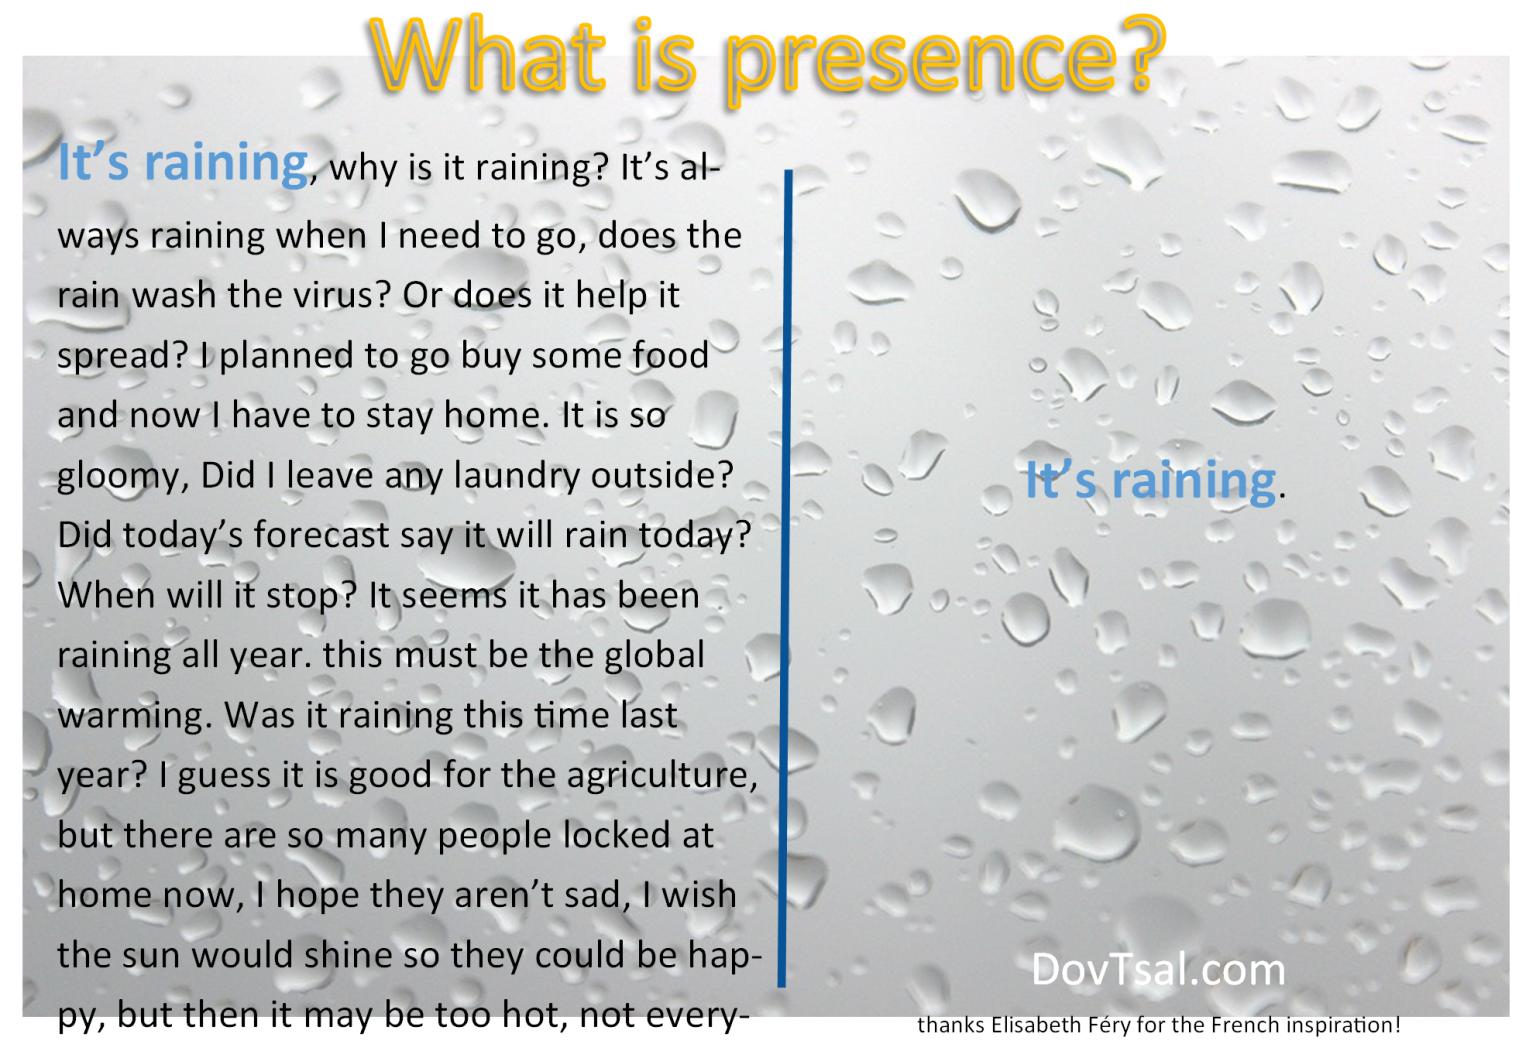 What is presence?
It’s raining, why is it raining? It’s al-
ways raining when I need to go, does the
rain wash the virus? Or does it help it
spread? I planned to go buy some food
and now I have to stay home. It is so
gloomy, Did I leave any laundry outside?
Did today’s forecast say it will rain today?
When will it stop? It seems it has been
raining all year. this must be the global
warming. Was it raining this time last
year? I guess it is good for the agriculture,
but there are so many people locked at
home now, I hope they aren’t sad, I wish
the sun would shine so they could be hap-
py, but then it may be too hot, not every-
It’s raining.
DovTsal.com
thanks Elisabeth Féry for the French inspiration!